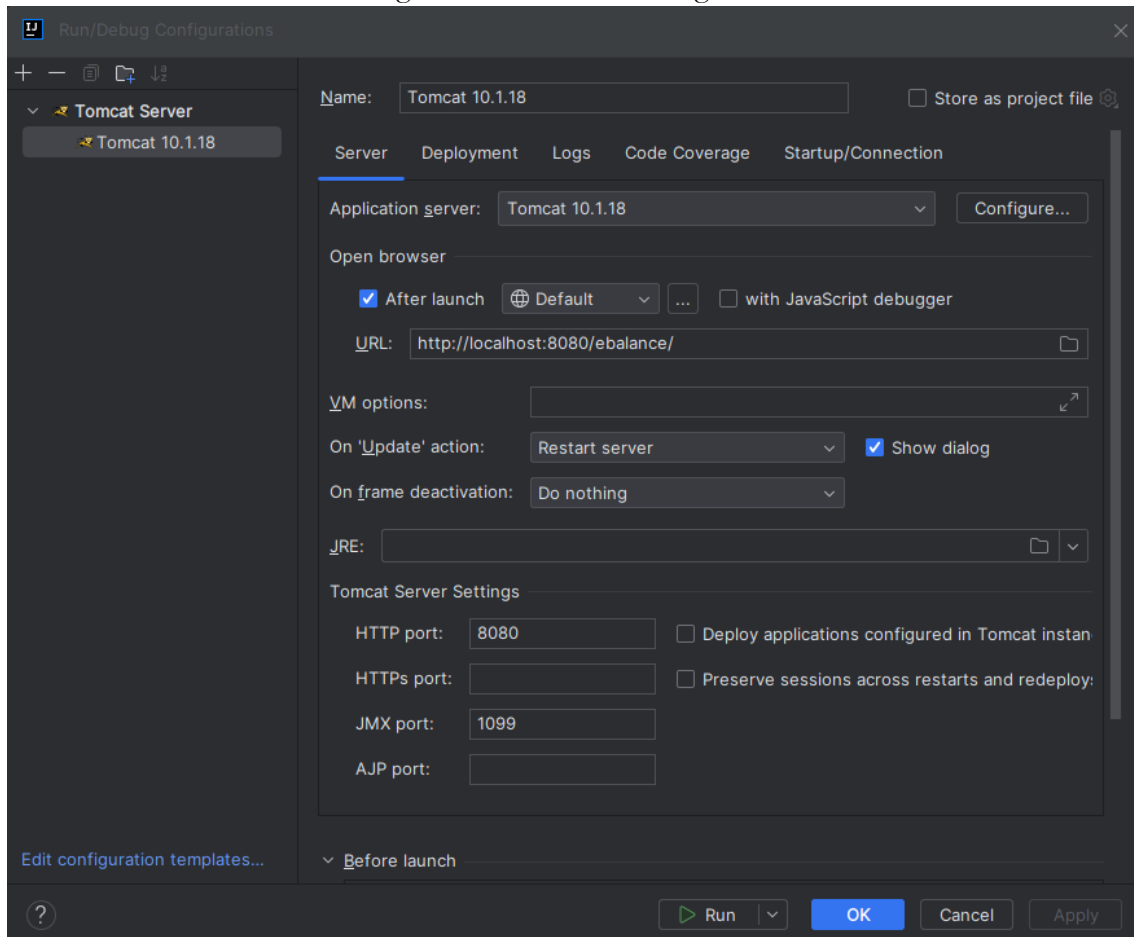 Run/Debug Configurations
Tomcat Server
Tomcat 10.1.18
Edit configuration templates...
Name: Tomcat 10.1.18 Store as project file
Server Deployment Logs Code Coverage Startup/Connection
Application server: Tomcat 10.1.18 Configure...
Open browser
After launch Default ... with JavaScript debugger
URL: http://localhost:8080/ebalance/
VM options:
On 'Update' action: Restart server Show dialog
On frame deactivation: Do nothing
JRE:
Tomcat Server Settings
HTTP port: 8080 Deploy applications configured in Tomcat instan
HTTPs port: Preserve sessions across restarts and redeploy
JMX port: 1099
AJP port:
Before launch
? Run OK Cancel Apply